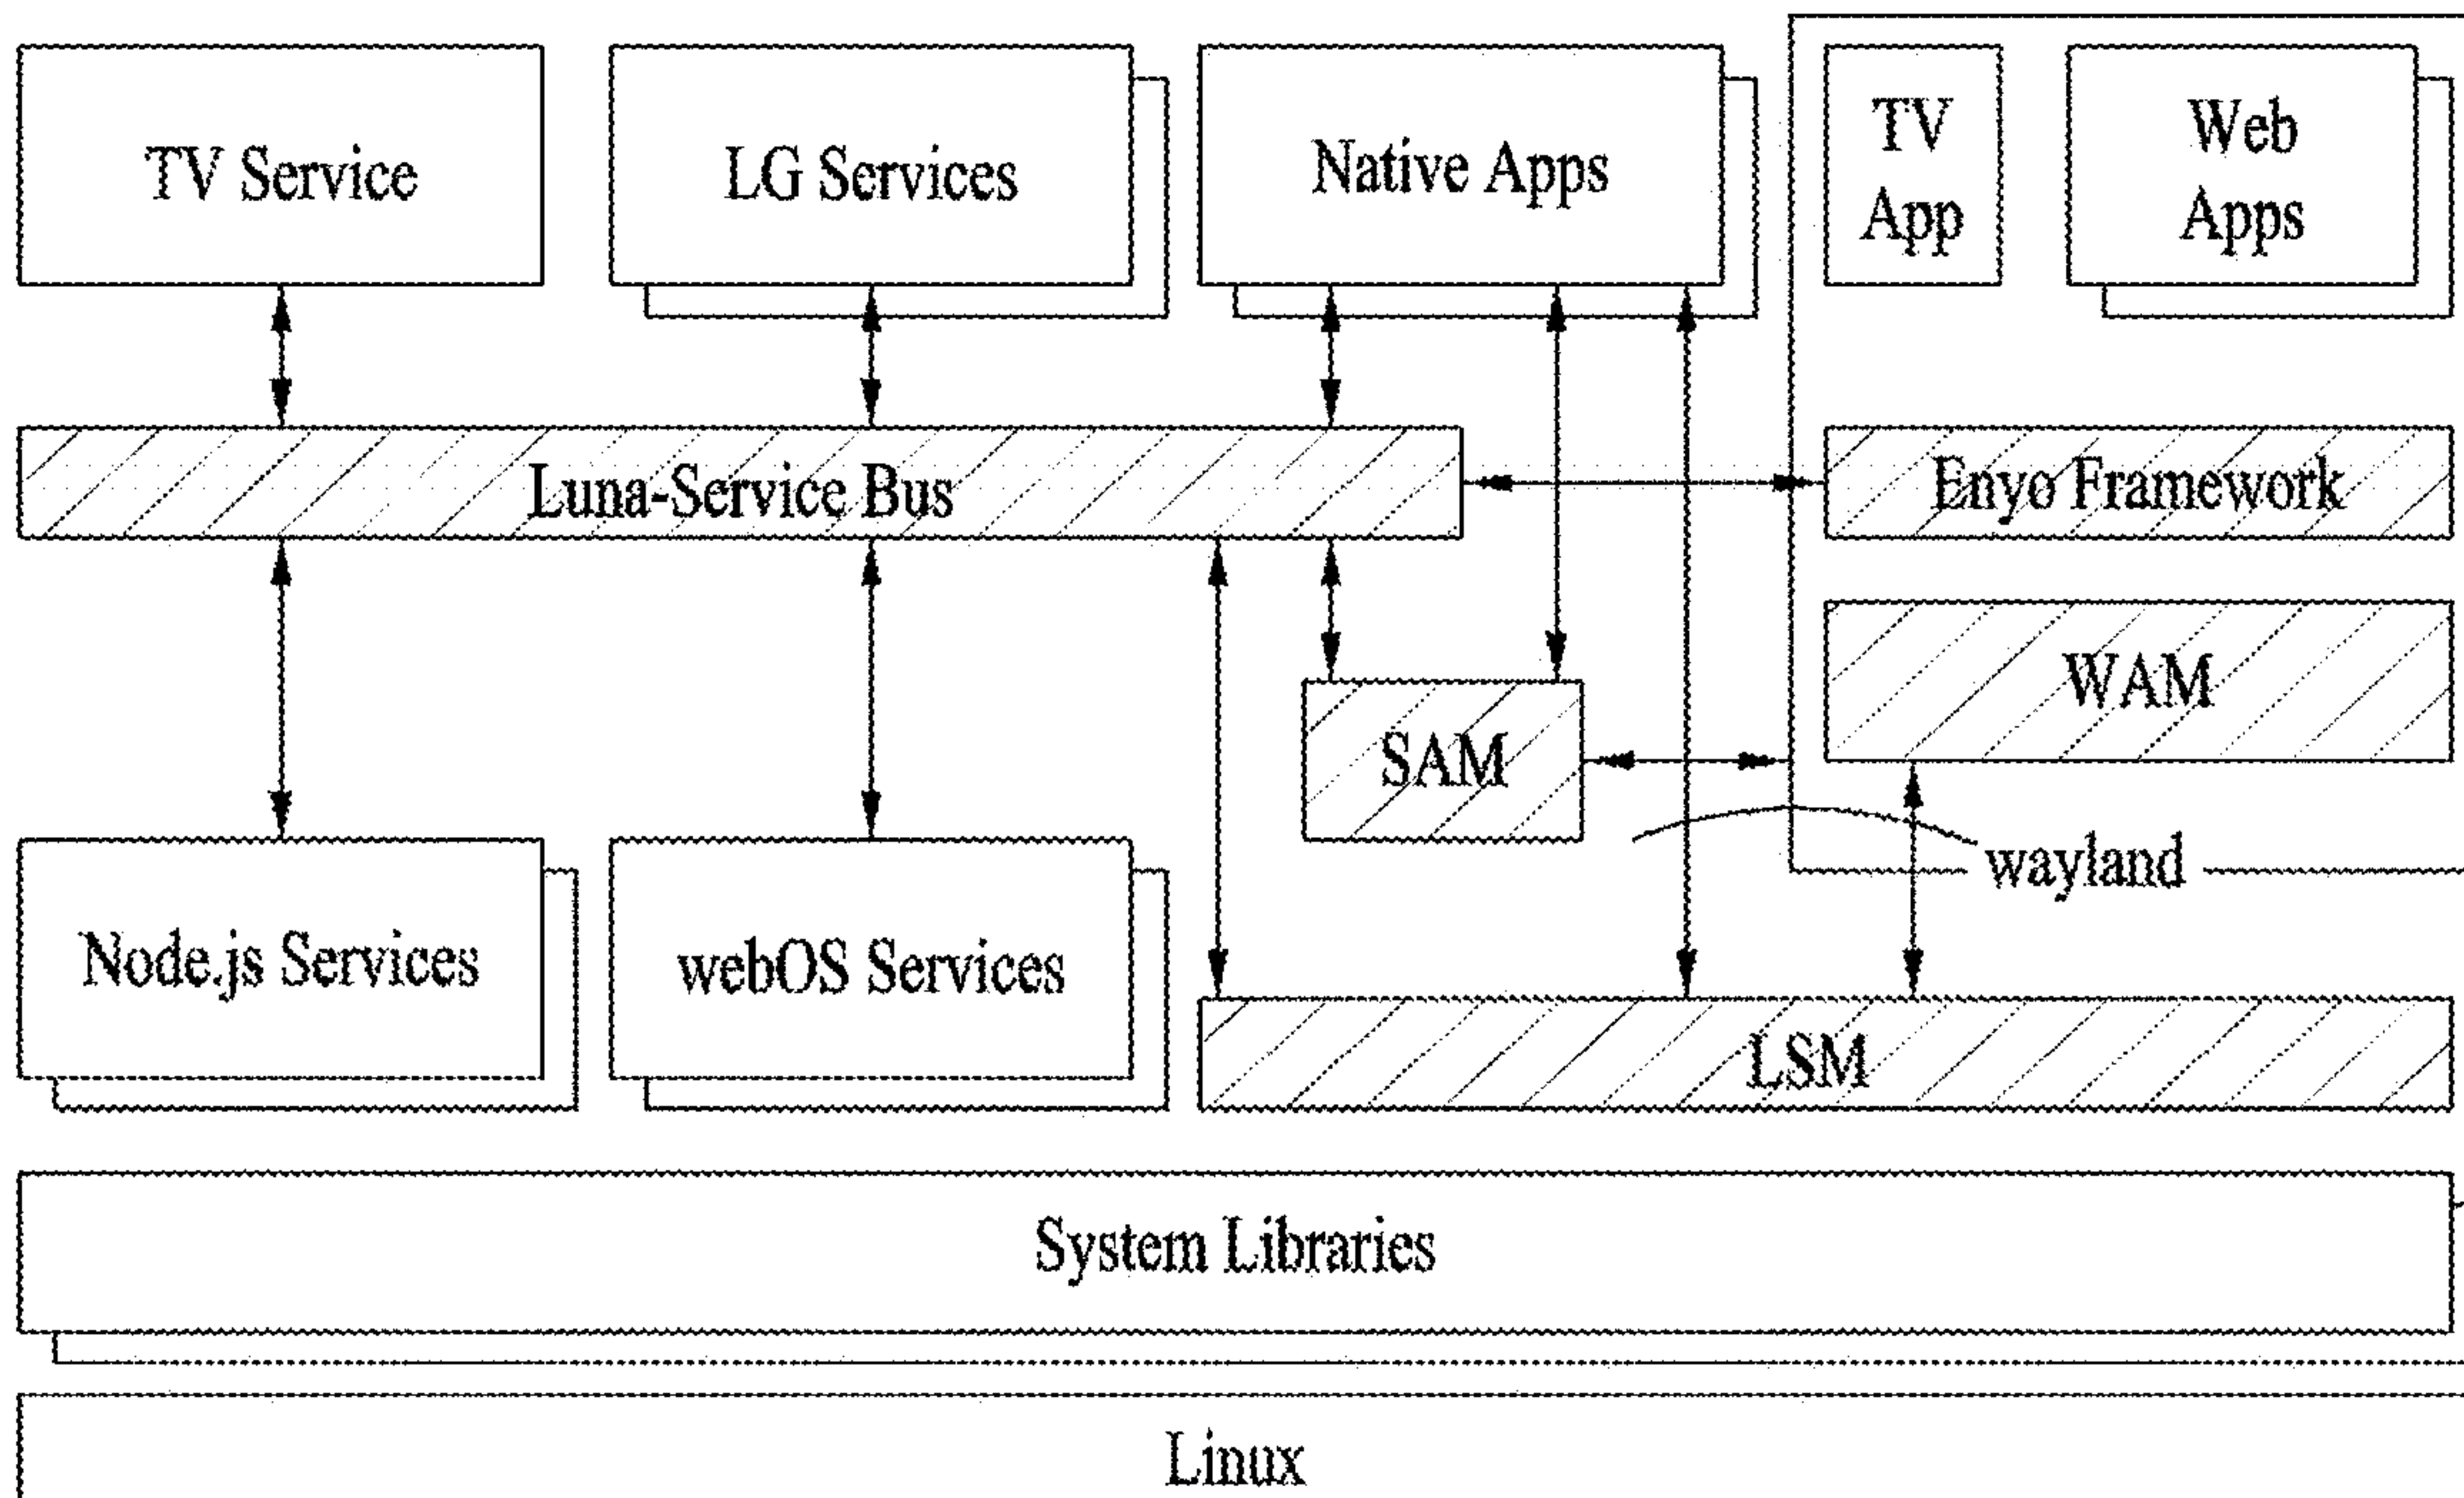 TV Service
LG Services
Native Apps
TV
App
Web
Apps
Luna-Service Bus
Enyo Framework
WAM
SAM
wayland
Node.js Services
webOS Services
LSM
System Libraries
Linux